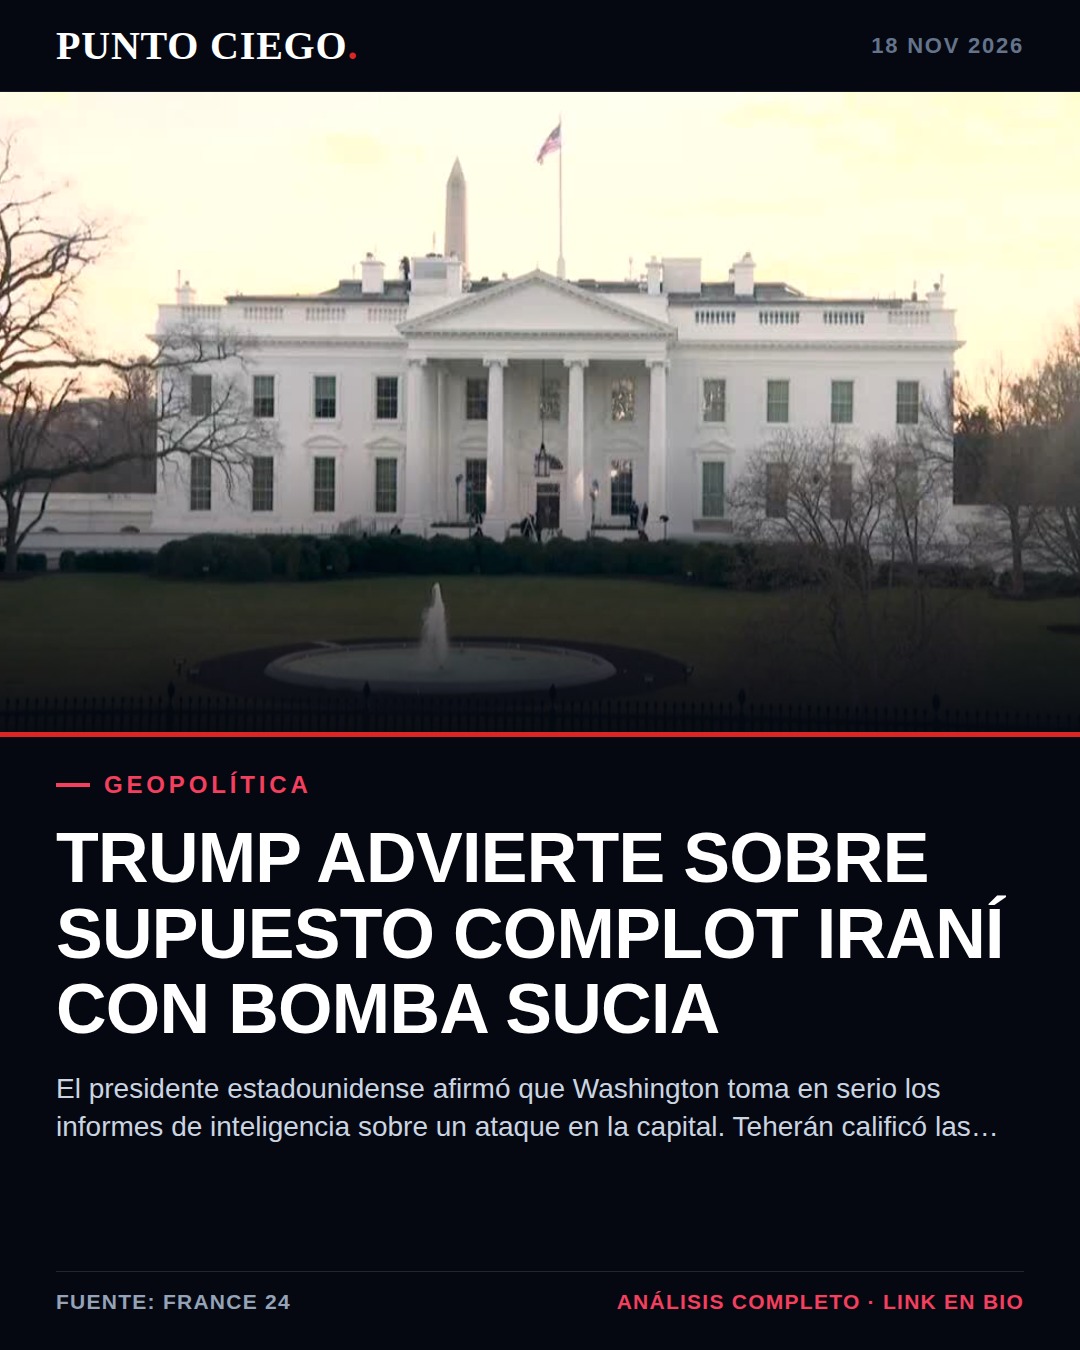 PUNTO CIEGO.
18 NOV 2026
GEOPOLÍTICA
TRUMP ADVIERTE SOBRE
SUPUESTO COMPLOT IRANÍ
CON BOMBA SUCIA
El presidente estadounidense afirmó que Washington toma en serio los
informes de inteligencia sobre un ataque en la capital. Teherán calificó las…
FUENTE: FRANCE 24
ANÁLISIS COMPLETO · LINK EN BIO